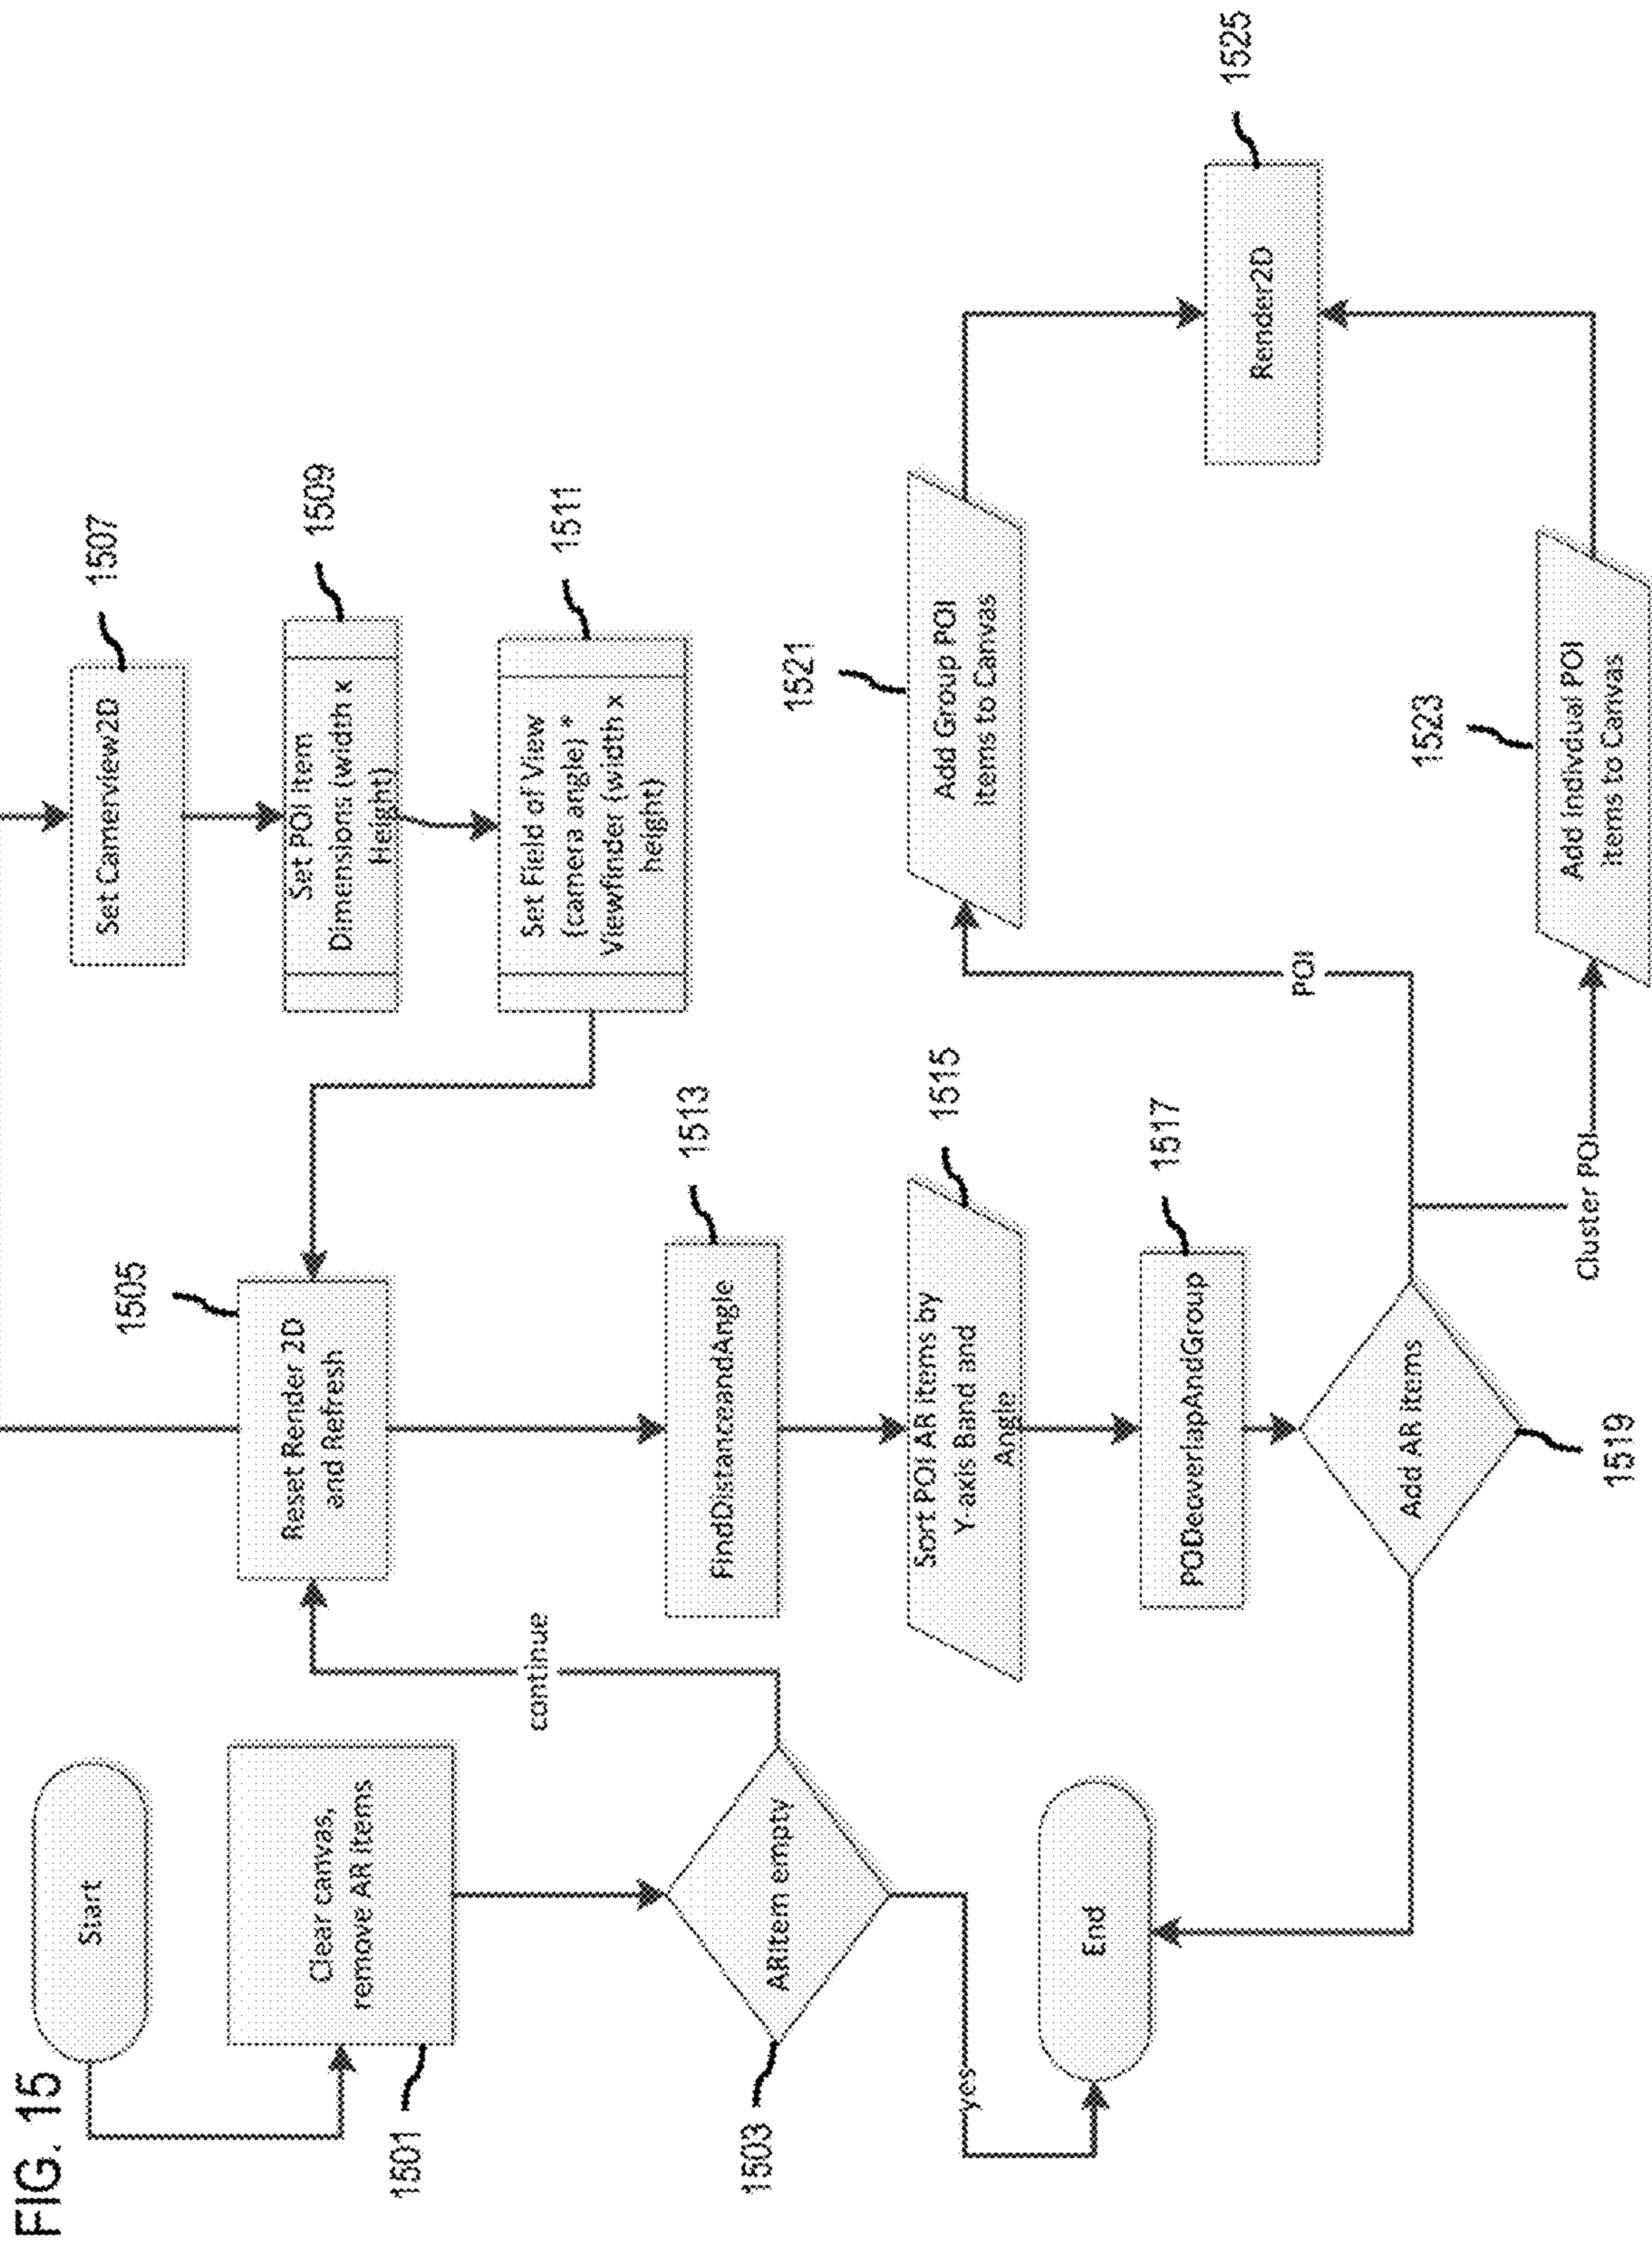 FIG. 15
Start
Clear canvas,
remove AR items
1501
ARItem empty
1503
yes
End
continue
Reset Render 2D
and Refresh
1505
Set Camerview2D
1507
Set POI item
Dimensions (width x
Height)
1509
Set Field of View
(camera angle) *
Viewfinder (width x
height)
1511
FindDistanceandAngle
1513
Sort POI AR items by
Y-axis Band and
Angle
1515
POIDeoverlapAndGroup
1517
Add AR items
1519
POI
Cluster POI
Add Group POI
items to Canvas
1521
Add Individual POI
items to Canvas
1523
Render2D
1525